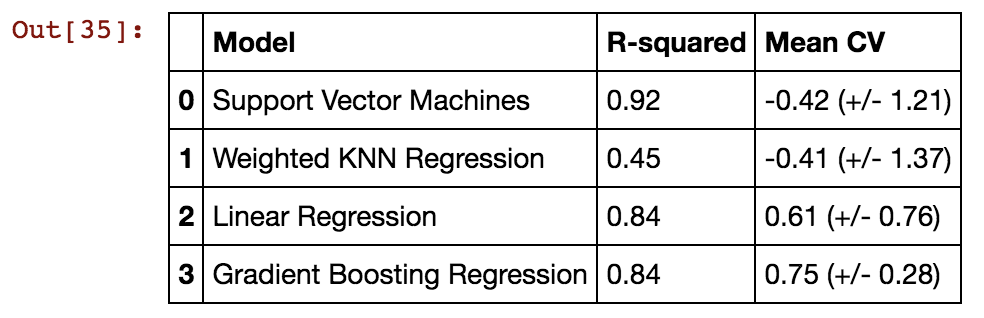 Out[35]:
Model R-squared Mean CV
0 Support Vector Machines 0.92 -0.42 (+/- 1.21)
1 Weighted KNN Regression 0.45 -0.41 (+/- 1.37)
2 Linear Regression 0.84 0.61 (+/- 0.76)
3 Gradient Boosting Regression 0.84 0.75 (+/- 0.28)